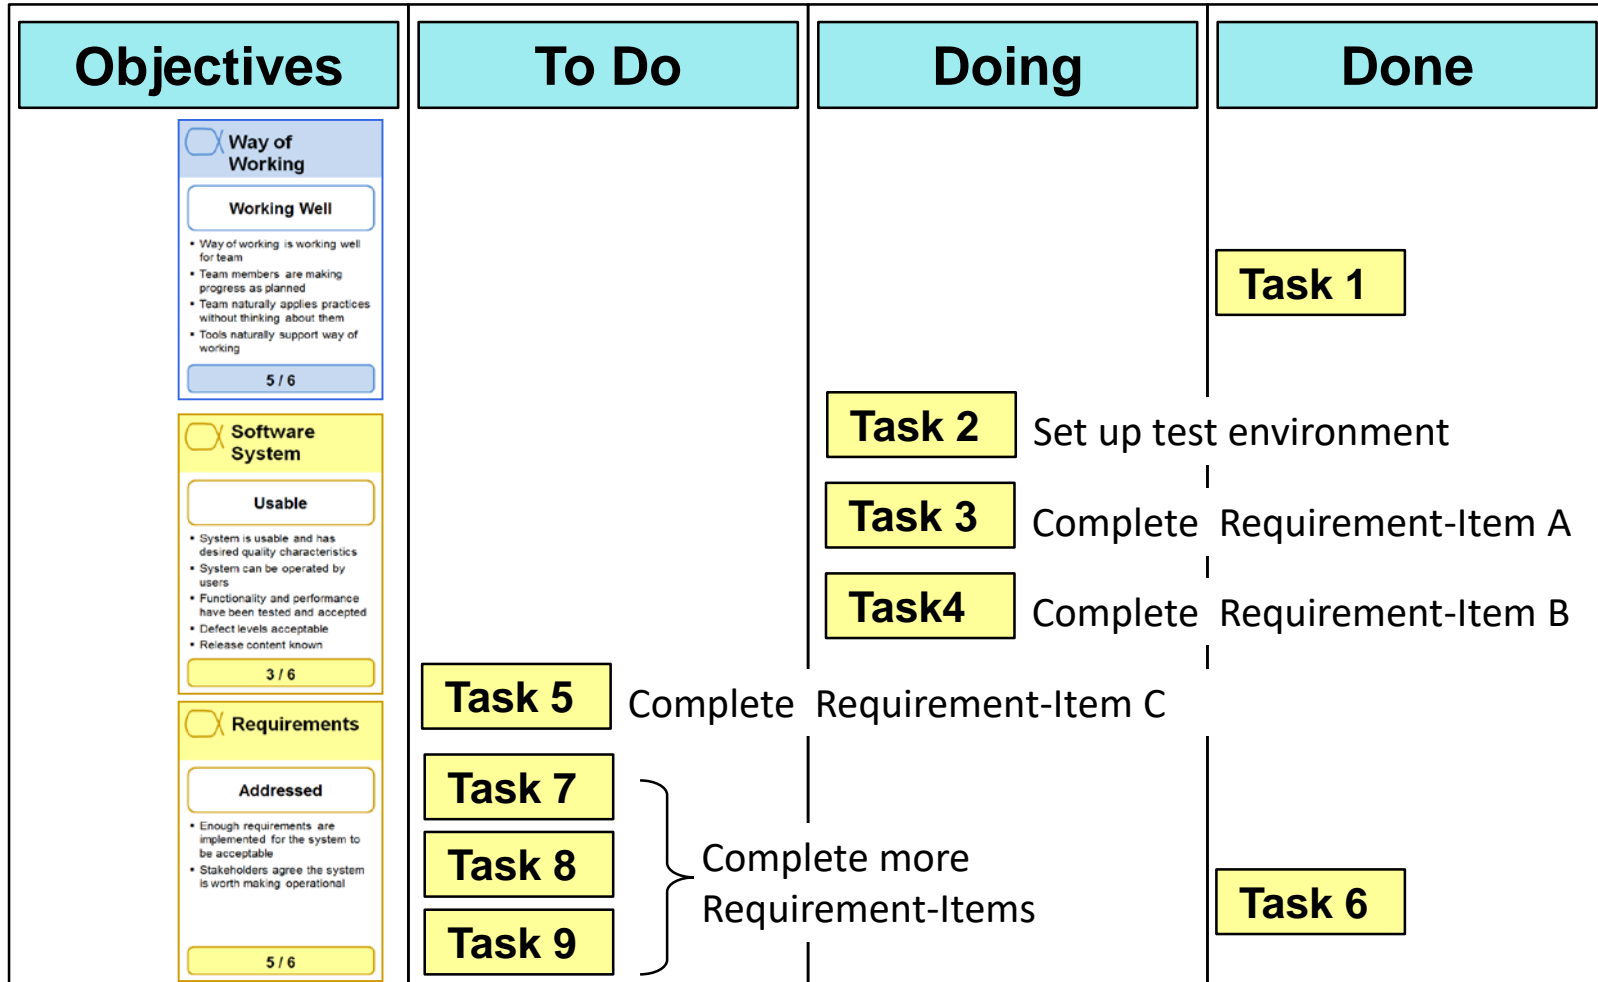 Objectives
To Do
Doing
Done
Way of
Working
Working Well
• Way of working is working well
for team
• Team members are making
progress as planned
• Team naturally applies practices
without thinking about them
• Tools naturally support way of
working
5 / 6
Task 1
Software
System
Usable
• System is usable and has
desired quality characteristics
• System can be operated by
users
• Functionality and performance
have been tested and accepted
• Defect levels acceptable
• Release content known
3 / 6
Task 2 Set up test environment
Task 3 Complete Requirement-Item A
Task4 Complete Requirement-Item B
Requirements
Addressed
• Enough requirements are
implemented for the system to
be acceptable
• Stakeholders agree the system
is worth making operational
5 / 6
Task 5 Complete Requirement-Item C
Task 7
Task 8
Task 9
Complete more
Requirement-Items
Task 6